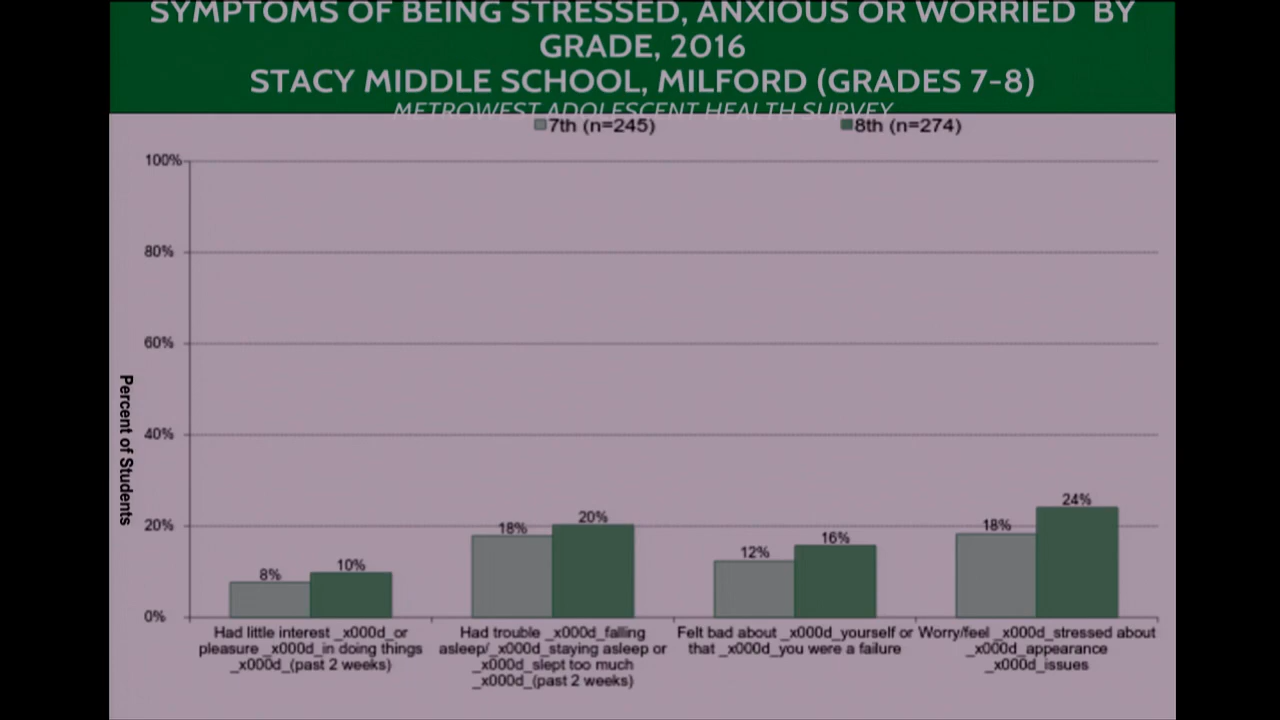 SYMPTOMS OF BEING STRESSED, ANXIOUS OR WORRIED BY
GRADE, 2016
STACY MIDDLE SCHOOL, MILFORD (GRADES 7-8)
METROWEST ADOLESCENT HEALTH SURVEY
7th (n=245)
8th (n=274)
100%
80%
60%
40%
20%
0%
Percent of Students
8%
10%
18%
20%
12%
16%
18%
24%
Had little interest _x000d_or
pleasure _x000d_in doing things
_x000d_(past 2 weeks)
Had trouble _x000d_falling
asleep/_x000d_staying asleep or
_x000d_slept too much
_x000d_(past 2 weeks)
Felt bad about _x000d_yourself or
that _x000d_you were a failure
Worry/feel _x000d_stressed about
_x000d_appearance
_x000d_issues